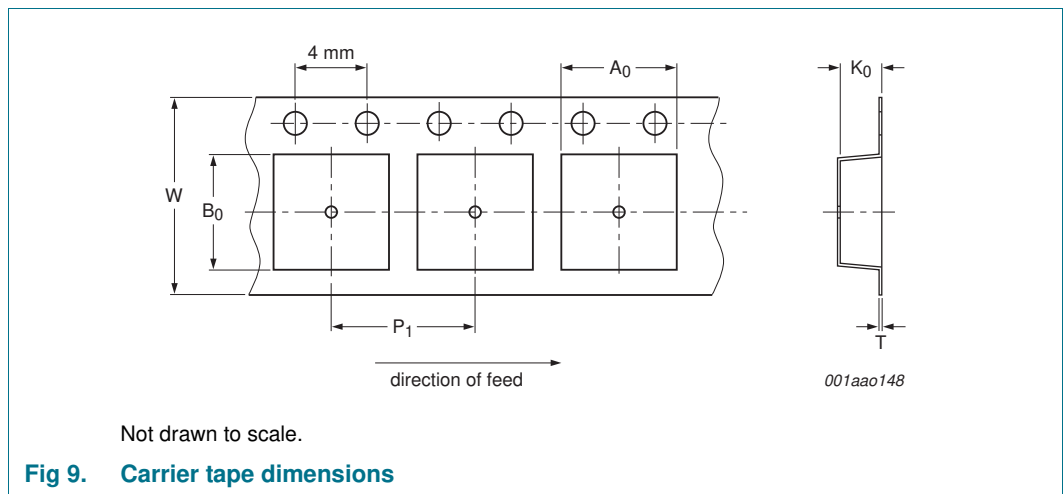 4 mm
A0
K0
W
B0
P1
T
direction of feed
001aao148
Not drawn to scale.
Fig 9. Carrier tape dimensions